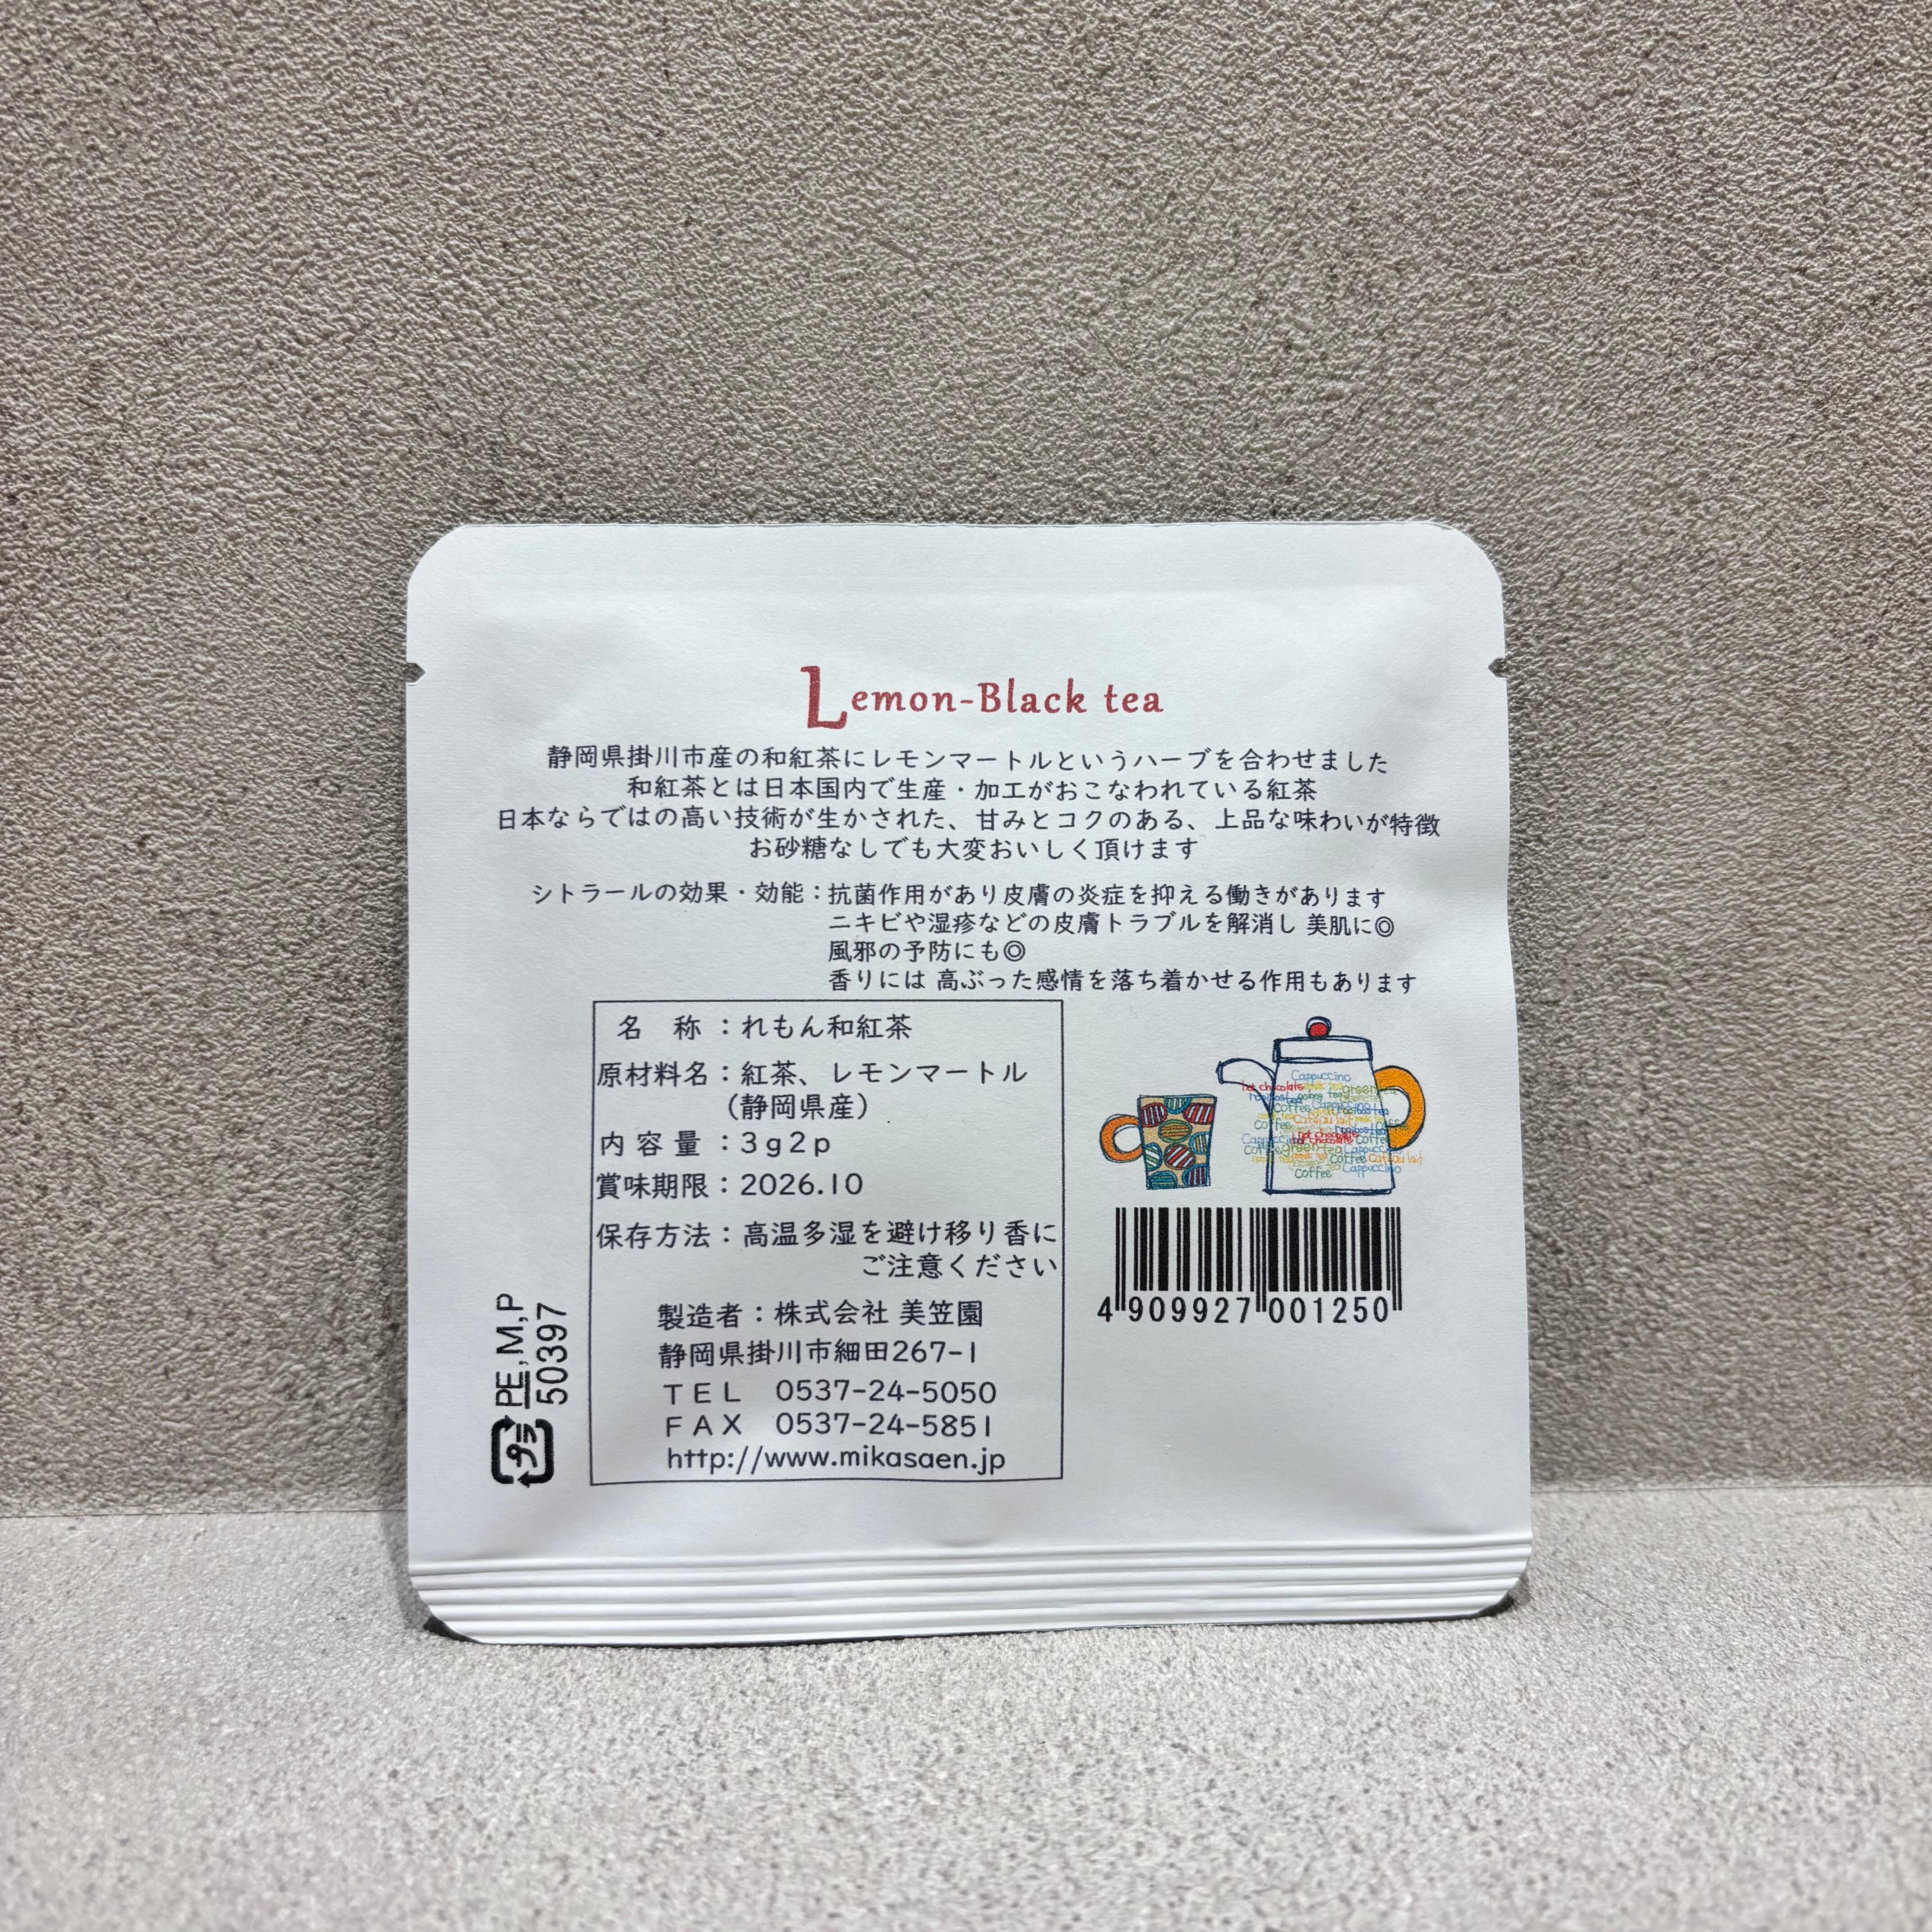 Lemon-Black tea
静岡県掛川市産の和紅茶にレモンマートルというハーブを合わせました
和紅茶とは日本国内で生産・加工がおこなわれている紅茶
日本ならではの高い技術が生かされた、甘みとコクのある、上品な味わいが特徴
お砂糖なしでも大変おいしく頂けます
シトラールの効果・効能：抗菌作用があり皮膚の炎症を抑える働きがあります
ニキビや湿疹などの皮膚トラブルを解消し 美肌に◎
風邪の予防にも◎
香りには 高ぶった感情を落ち着かせる作用もあります
名　称：れもん和紅茶
原材料名：紅茶、レモンマートル
（静岡県産）
内容量：3g2p
賞味期限：2026.10
保存方法：高温多湿を避け移り香に
ご注意ください
製造者：株式会社 美笠園
静岡県掛川市細田267-1
TEL 0537-24-5050
FAX 0537-24-5851
http://www.mikasaen.jp
プラ PE,M,P
50397
Cappuccino
hot chocolate
coffee
Cappuccino
hot chocolate
coffee
green tea
coffee
Cappuccino
coffee
4 909927 001250